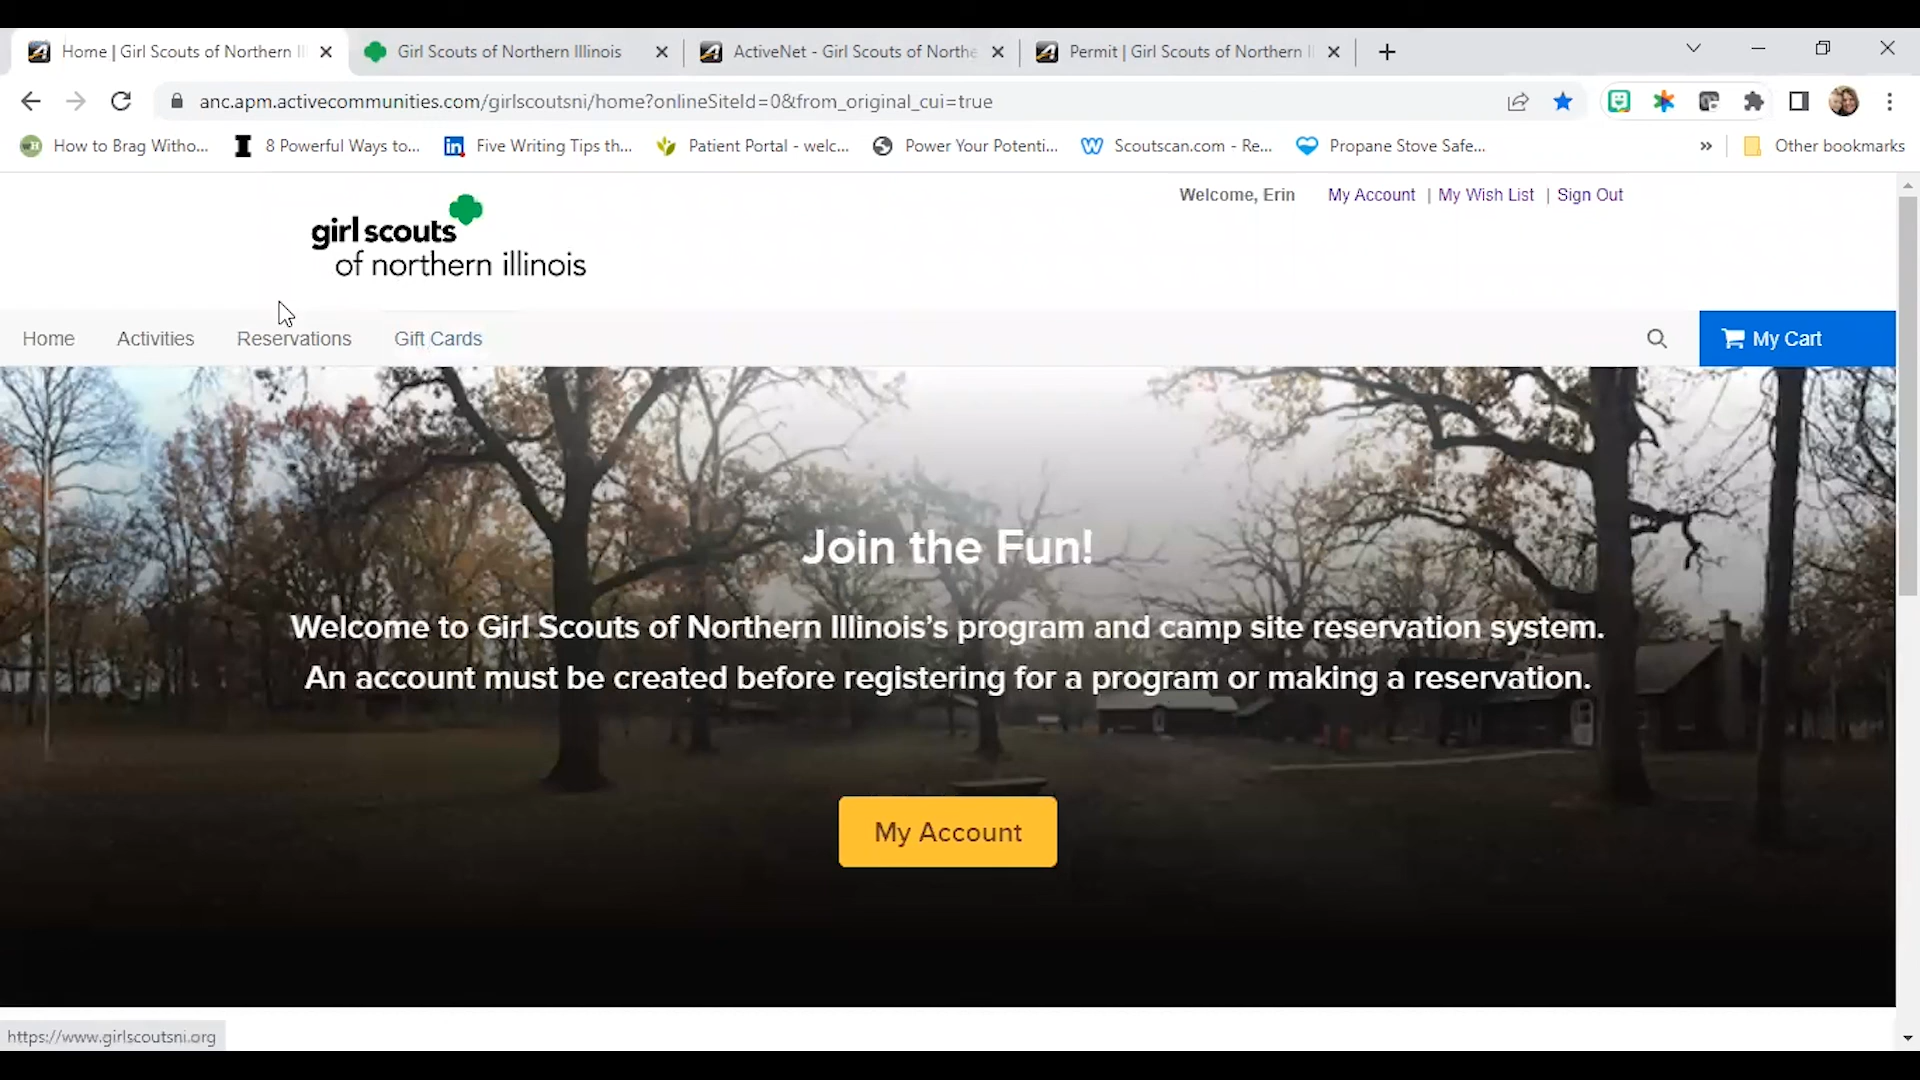 Home | Girl Scouts of Northern Il
Girl Scouts of Northern Illinois
ActiveNet - Girl Scouts of Northe
Permit | Girl Scouts of Northern I
anc.apm.activecommunities.com/girlscoutsni/home?onlineSiteId=0&from_original_cui=true
How to Brag Witho...
8 Powerful Ways to...
Five Writing Tips th...
Patient Portal - welc...
Power Your Potenti...
Scoutscan.com - Re...
Propane Stove Safe...
»
Other bookmarks
girl scouts
of northern illinois
Welcome, Erin
My Account | My Wish List | Sign Out
Home
Activities
Reservations
Gift Cards
My Cart
Join the Fun!
Welcome to Girl Scouts of Northern Illinois's program and camp site reservation system.
An account must be created before registering for a program or making a reservation.
My Account
https://www.girlscoutsni.org